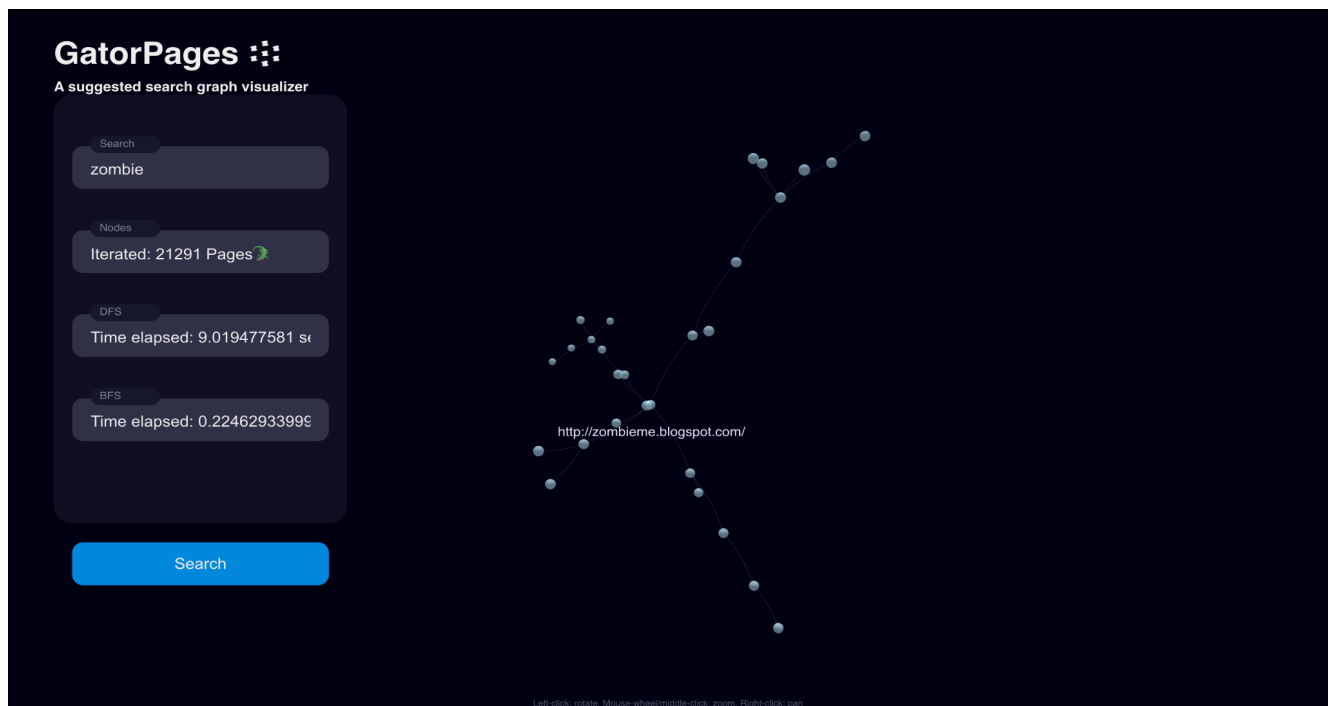 GatorPages
A suggested search graph visualizer
Search
zombie
Nodes
Iterated: 21291 Pages🐊
DFS
Time elapsed: 9.019477581 se
BFS
Time elapsed: 0.22462933999
http://zombieme.blogspot.com/
Search
Left-click: rotate, Mouse-wheel/middle-click: zoom, Right-click: pan